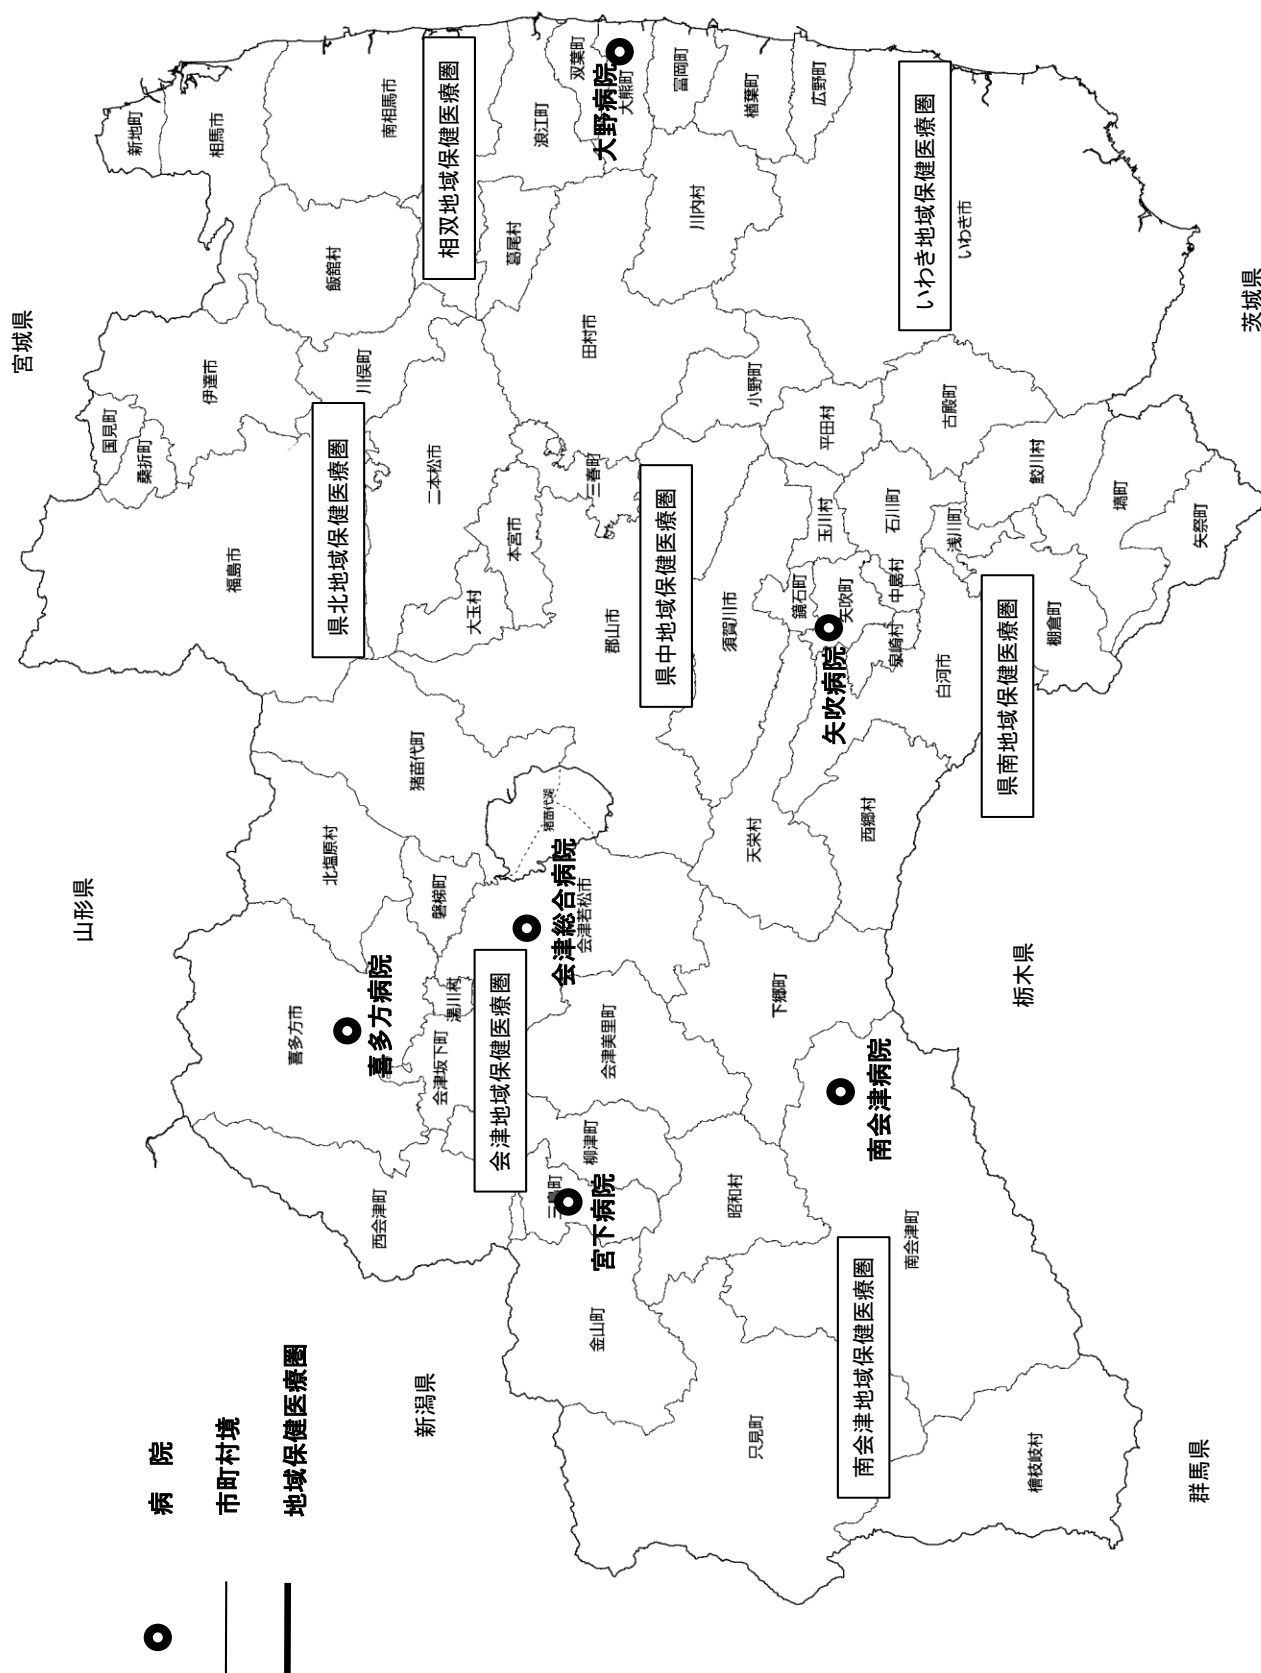 病　院
市町村境
地域保健医療圏
宮城県
山形県
新潟県
群馬県
栃木県
茨城県
県北地域保健医療圏
相双地域保健医療圏
県中地域保健医療圏
いわき地域保健医療圏
県南地域保健医療圏
会津地域保健医療圏
南会津地域保健医療圏
喜多方病院
会津総合病院
宮下病院
南会津病院
矢吹病院
大野病院
新地町
相馬市
南相馬市
飯舘村
浪江町
双葉町
大熊町
富岡町
楢葉町
広野町
葛尾村
川内村
いわき市
国見町
桑折町
伊達市
川俣町
福島市
二本松市
本宮市
大玉村
田村市
三春町
小野町
郡山市
須賀川市
鏡石町
天栄村
平田村
玉川村
石川町
古殿町
浅川町
矢吹町
中島村
泉崎村
白河市
西郷村
棚倉町
鮫川村
塙町
矢祭町
猪苗代町
猪苗代湖
北塩原村
磐梯町
喜多方市
湯川村
会津坂下町
会津若松市
会津美里町
西会津町
柳津町
三島町
金山町
昭和村
下郷町
南会津町
只見町
檜枝岐村